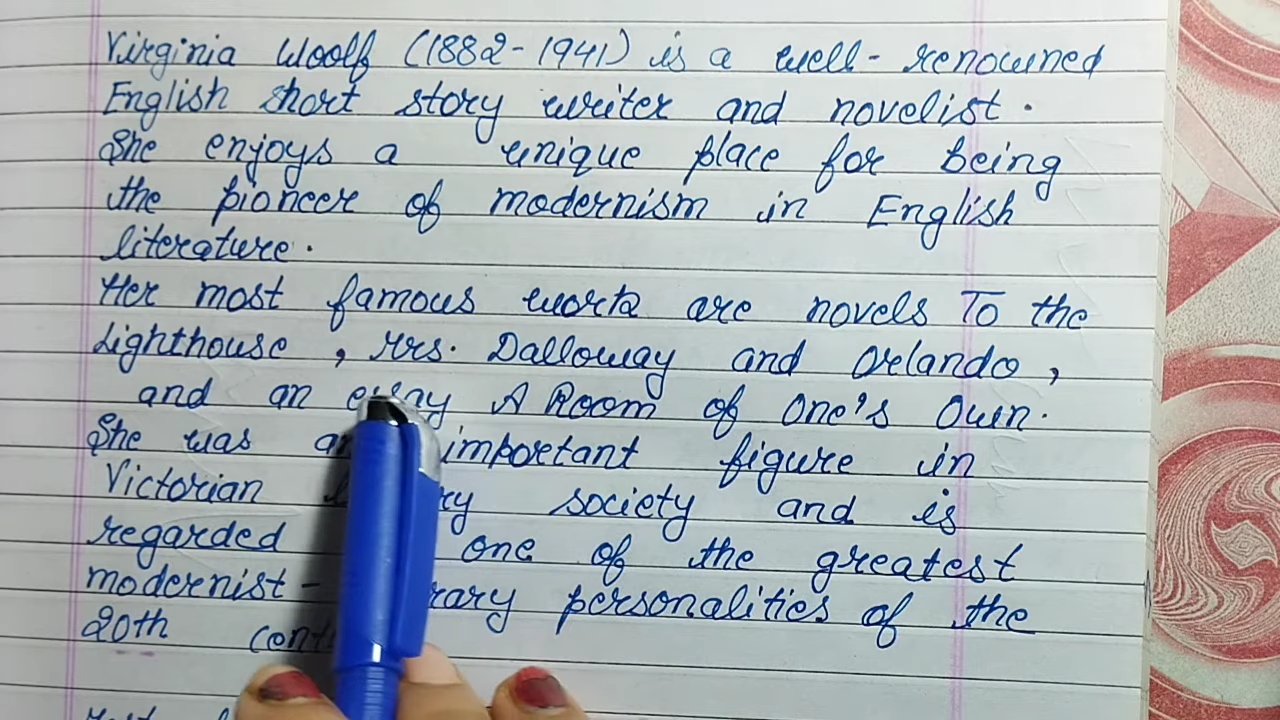 Virginia Woolf (1882-1941) is a well-renowned
English short story writer and novelist.
She enjoys a unique place for being
the pioneer of modernism in English
literature.
Her most famous works are novels To the
Lighthouse, Mrs. Dalloway and Orlando,
and an essay A Room of One's Own.
She was important figure in
Victorian society and is
regarded one of the greatest
modernist- personalities of the
20th